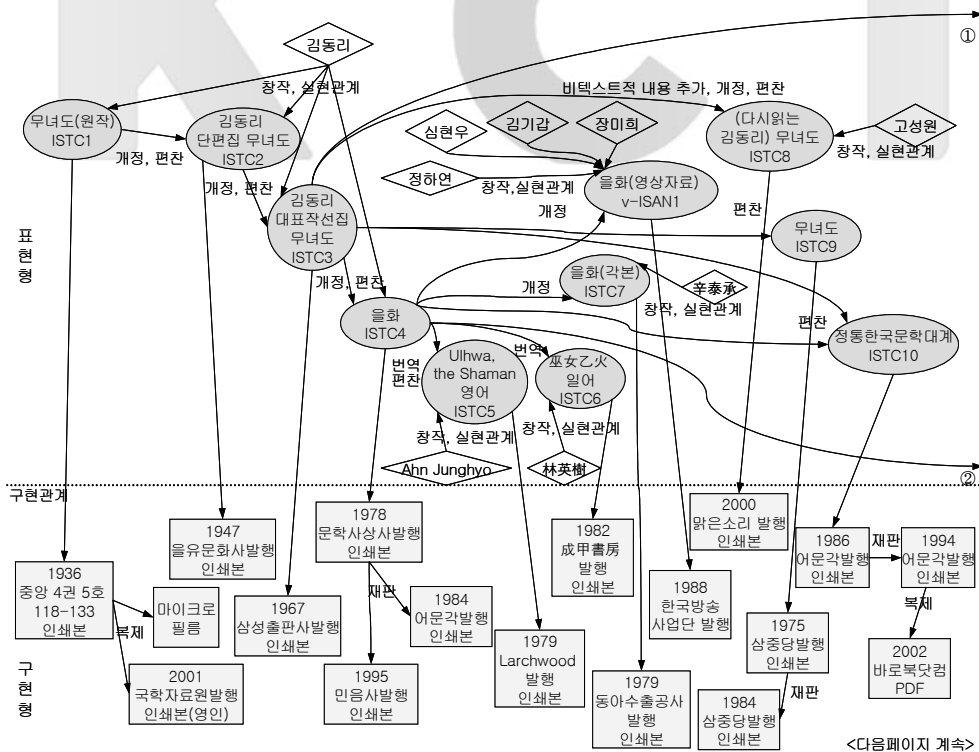 김동리
①
창작, 실현관계
비텍스트적 내용 추가, 개정, 편찬
무녀도(원작)
ISTC1
개정, 편찬
김동리
단편집 무녀도
ISTC2
개정, 편찬
심현우
김기갑
장미희
정하연
창작,실현관계
을화(영상자료)
v-ISAN1
개정
(다시읽는
김동리) 무녀도
ISTC8
고성원
창작, 실현관계
편찬
김동리
대표작선집
무녀도
ISTC3
개정, 편찬
무녀도
ISTC9
표
현
형
을화(각본)
ISTC7
개정
辛泰承
창작, 실현관계
을화
ISTC4
편찬
정통한국문학대계
ISTC10
번역
편찬
Ulhwa,
the Shaman
영어
ISTC5
번역
巫女乙火
일어
ISTC6
창작, 실현관계
창작, 실현관계
Ahn Junghyo
林英樹
②
구현관계
1936
중앙 4권 5호
118-133
인쇄본
복제
마이크로
필름
2001
국학자료원발행
인쇄본(영인)
1947
을유문화사발행
인쇄본
1967
삼성출판사발행
인쇄본
1978
문학사상사발행
인쇄본
재판
1984
어문각발행
인쇄본
1995
민음사발행
인쇄본
1979
Larchwood
발행
인쇄본
1982
成甲書房
발행
인쇄본
1979
동아수출공사
발행
인쇄본
1988
한국방송
사업단 발행
2000
맑은소리 발행
인쇄본
1975
삼중당발행
인쇄본
재판
1984
삼중당발행
인쇄본
1986
어문각발행
인쇄본
재판
1994
어문각발행
인쇄본
복제
2002
바로북닷컴
PDF
구
현
형
<다음페이지 계속>